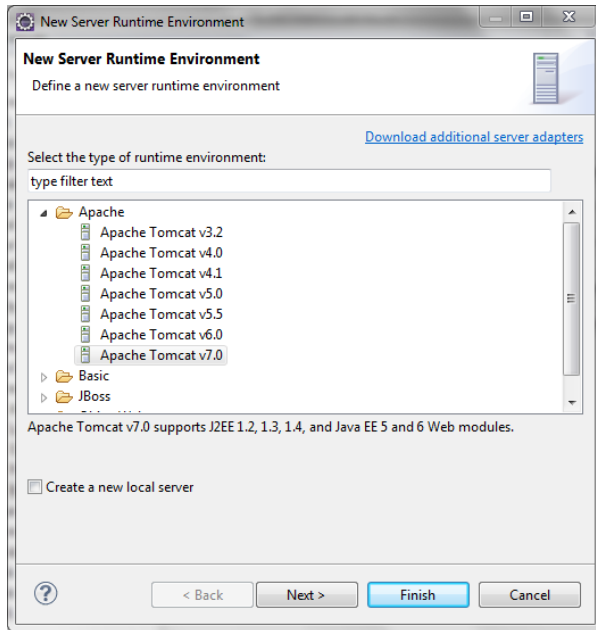 New Server Runtime Environment
New Server Runtime Environment
Define a new server runtime environment
Download additional server adapters
Select the type of runtime environment:
type filter text
Apache
Apache Tomcat v3.2
Apache Tomcat v4.0
Apache Tomcat v4.1
Apache Tomcat v5.0
Apache Tomcat v5.5
Apache Tomcat v6.0
Apache Tomcat v7.0
Basic
JBoss
Apache Tomcat v7.0 supports J2EE 1.2, 1.3, 1.4, and Java EE 5 and 6 Web modules.
Create a new local server
? < Back Next > Finish Cancel